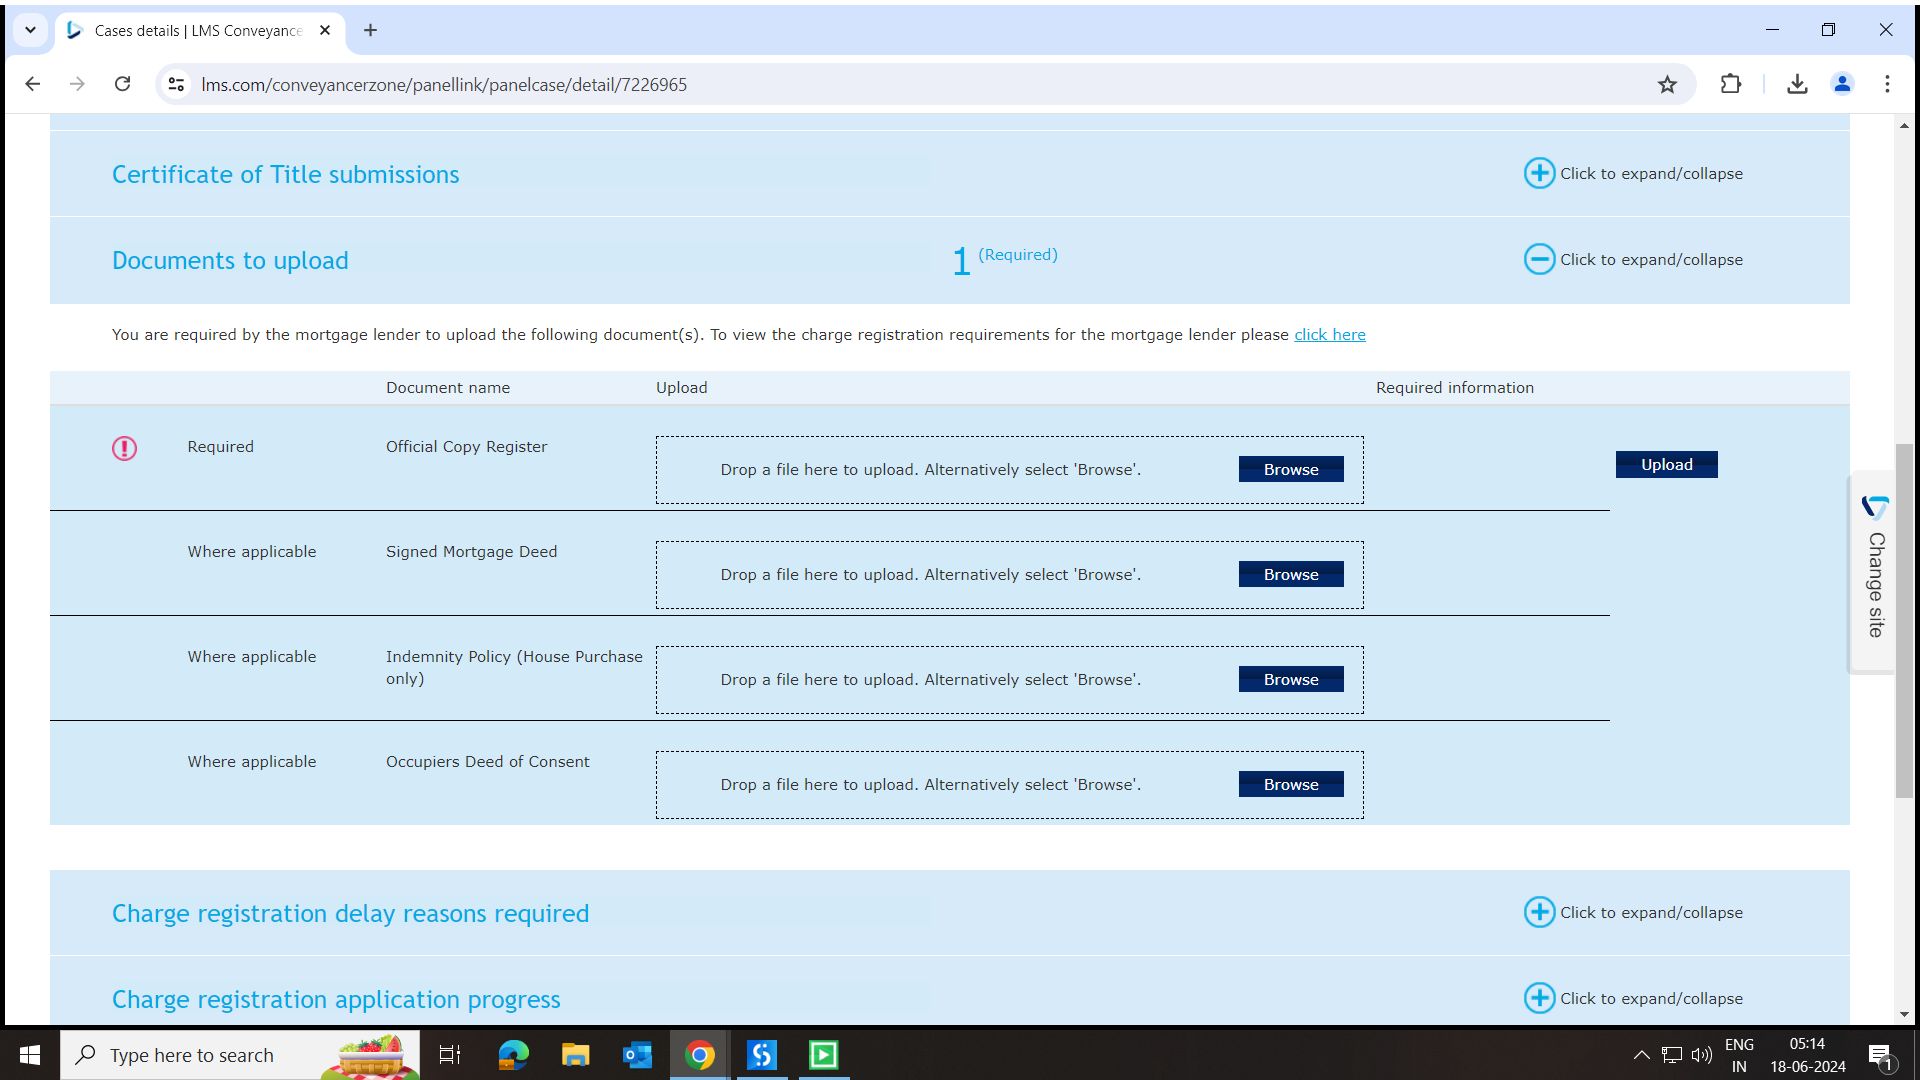 Cases details | LMS Conveyance
lms.com/conveyancerzone/panellink/panelcase/detail/7226965
Certificate of Title submissions
Click to expand/collapse
Documents to upload
1 (Required)
Click to expand/collapse
You are required by the mortgage lender to upload the following document(s). To view the charge registration requirements for the mortgage lender please click here
Document name
Upload
Required information
Required
Official Copy Register
Drop a file here to upload. Alternatively select 'Browse'.
Browse
Upload
Where applicable
Signed Mortgage Deed
Drop a file here to upload. Alternatively select 'Browse'.
Browse
Where applicable
Indemnity Policy (House Purchase
only)
Drop a file here to upload. Alternatively select 'Browse'.
Browse
Where applicable
Occupiers Deed of Consent
Drop a file here to upload. Alternatively select 'Browse'.
Browse
Change site
Charge registration delay reasons required
Click to expand/collapse
Charge registration application progress
Click to expand/collapse
Type here to search
ENG
IN
05:14
18-06-2024
1